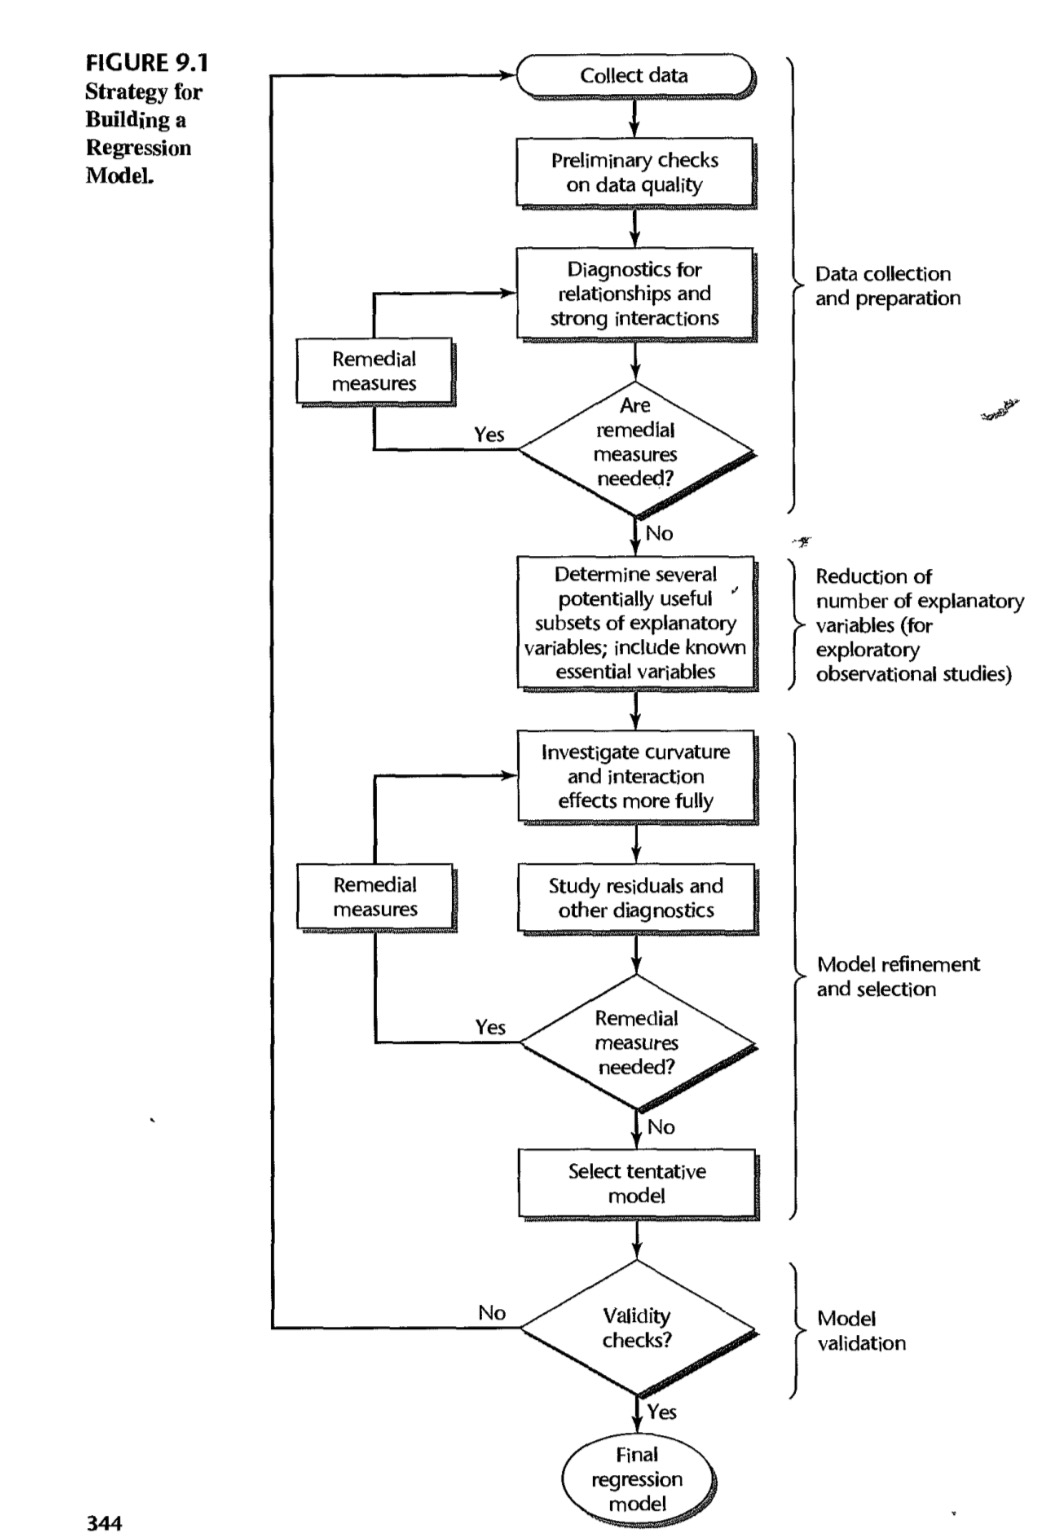 FIGURE 9.1
Strategy for
Building a
Regression
Model.
Collect data
Preliminary checks
on data quality
Diagnostics for
relationships and
strong interactions
Data collection
and preparation
Remedial
measures
Are
remedial
measures
needed?
Yes
No
Determine several
potentially useful
subsets of explanatory
variables; include known
essential variables
Reduction of
number of explanatory
variables (for
exploratory
observational studies)
Investigate curvature
and interaction
effects more fully
Remedial
measures
Study residuals and
other diagnostics
Model refinement
and selection
Yes
Remedial
measures
needed?
No
Select tentative
model
No
Validity
checks?
Model
validation
Yes
Final
regression
model
344